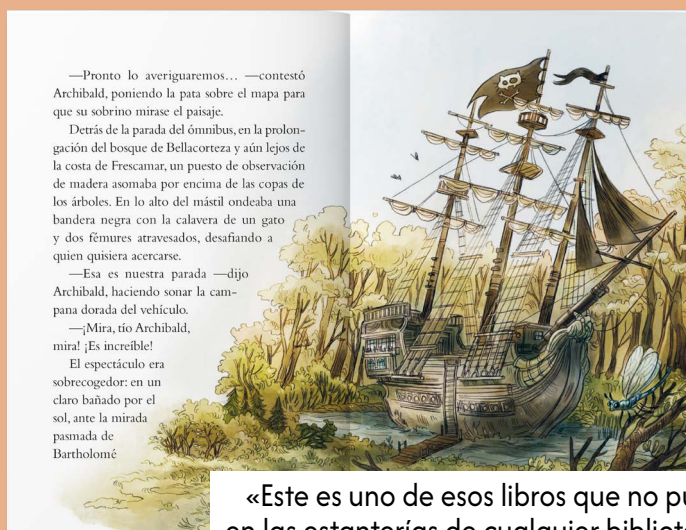 —Pronto lo averiguaremos… —contestó
Archibald, poniendo la pata sobre el mapa para
que su sobrino mirase el paisaje.
Detrás de la parada del ómnibus, en la prolon-
gación del bosque de Bellacorteza y aún lejos de
la costa de Frescamar, un puesto de observación
de madera asomaba por encima de las copas de
los árboles. En lo alto del mástil ondeaba una
bandera negra con la calavera de un gato
y dos fémures atravesados, desafiando a
quien quisiera acercarse.
—Esa es nuestra parada —dijo
Archibald, haciendo sonar la cam-
pana dorada del vehículo.
—¡Mira, tío Archibald,
mira! ¡Es increíble!
El espectáculo era
sobrecogedor: en un
claro bañado por el
sol, ante la mirada
pasmada de
Bartholomé
«Este es uno de esos libros que no pu
en las estanterías de cualquier bibliot